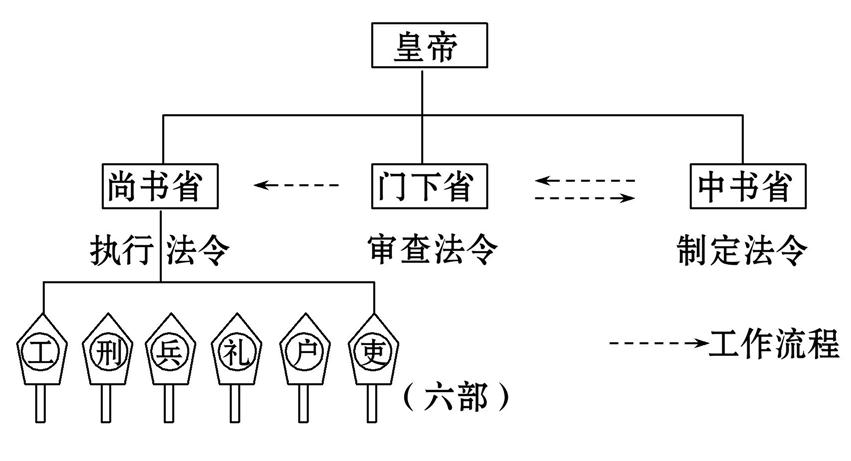 皇帝
尚书省 门下省 中书省
执行法令 审查法令 制定法令
工 刑 兵 礼 户 吏
工作流程
(六部)